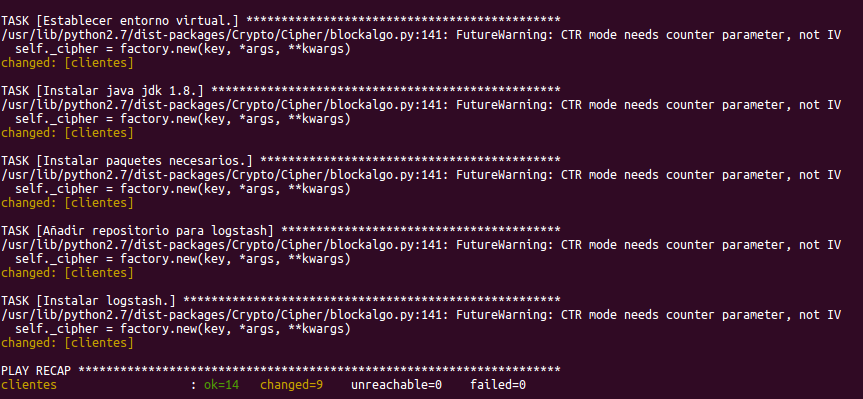 TASK [Establecer entorno virtual.] *********************************************
/usr/lib/python2.7/dist-packages/Crypto/Cipher/blockalgo.py:141: FutureWarning: CTR mode needs counter parameter, not IV
  self._cipher = factory.new(key, *args, **kwargs)
changed: [clientes]

TASK [Instalar java jdk 1.8.] **************************************************
/usr/lib/python2.7/dist-packages/Crypto/Cipher/blockalgo.py:141: FutureWarning: CTR mode needs counter parameter, not IV
  self._cipher = factory.new(key, *args, **kwargs)
changed: [clientes]

TASK [Instalar paquetes necesarios.] *******************************************
/usr/lib/python2.7/dist-packages/Crypto/Cipher/blockalgo.py:141: FutureWarning: CTR mode needs counter parameter, not IV
  self._cipher = factory.new(key, *args, **kwargs)
changed: [clientes]

TASK [Añadir repositorio para logstash] ****************************************
/usr/lib/python2.7/dist-packages/Crypto/Cipher/blockalgo.py:141: FutureWarning: CTR mode needs counter parameter, not IV
  self._cipher = factory.new(key, *args, **kwargs)
changed: [clientes]

TASK [Instalar logstash.] ******************************************************
/usr/lib/python2.7/dist-packages/Crypto/Cipher/blockalgo.py:141: FutureWarning: CTR mode needs counter parameter, not IV
  self._cipher = factory.new(key, *args, **kwargs)
changed: [clientes]

PLAY RECAP *********************************************************************
clientes                   : ok=14   changed=9    unreachable=0    failed=0